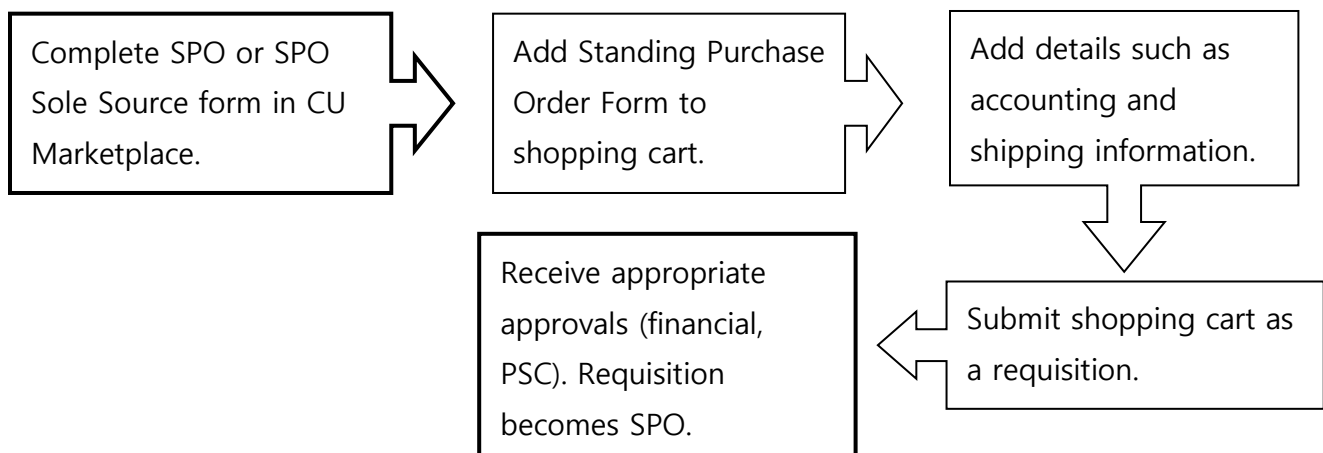 Complete SPO or SPO
Sole Source form in CU
Marketplace.
Add Standing Purchase
Order Form to
shopping cart.
Add details such as
accounting and
shipping information.
Submit shopping cart as
a requisition.
Receive appropriate
approvals (financial,
PSC). Requisition
becomes SPO.